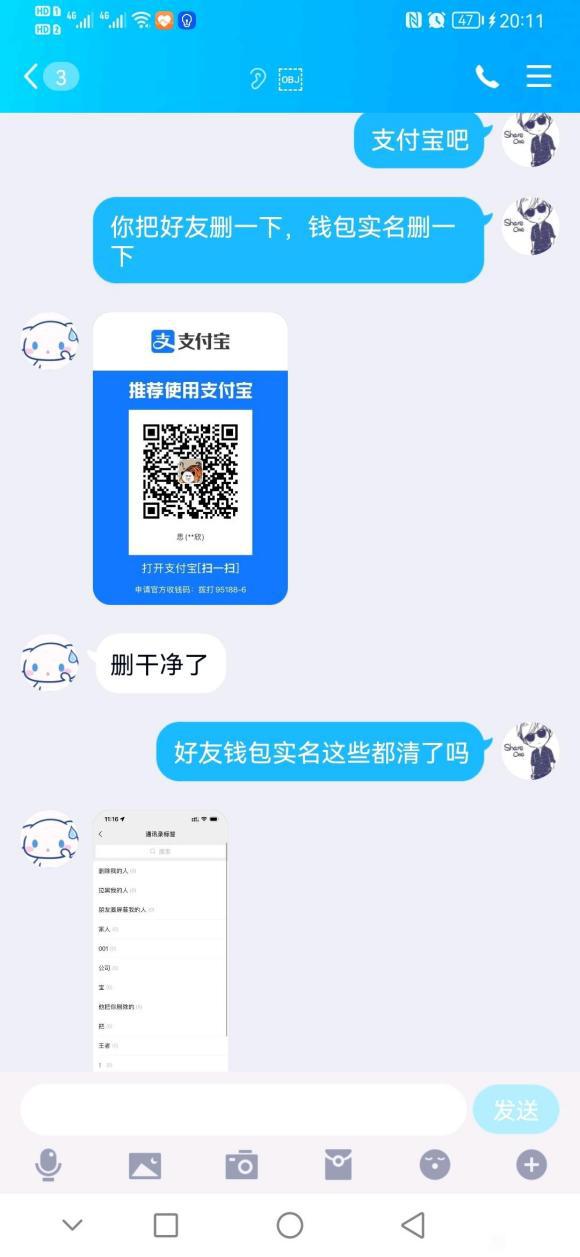 HD 1
HD 2
4G
4G
47
20:11
3
OBJ
支付宝吧
Share
One
你把好友删一下，钱包实名删一
下
Share
One
支付宝
推荐使用支付宝
思(**欣)
打开支付宝[扫一扫]
申请官方收钱码：拨打95188-6
删干净了
好友钱包实名这些都清了吗
Share
One
11:16
通讯录标签
搜索
删除我的人 (0)
拉黑我的人 (0)
朋友圈屏蔽我的人 (0)
家人 (0)
001 (0)
公司 (0)
宝 (0)
他把你删除的 (0)
把 (0)
王者 (0)
! (0)
发送